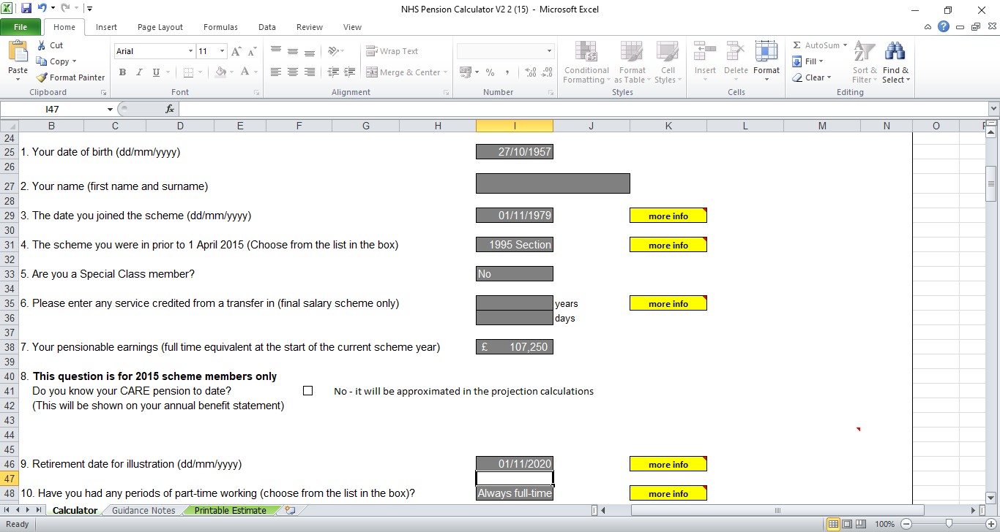 NHS Pension Calculator V2 2 (15) - Microsoft Excel
File Home Insert Page Layout Formulas Data Review View
Paste Cut
Copy
Format Painter
Clipboard
Arial 11 A A
B I U A
Font
Wrap Text
Merge & Center
Alignment
% , .0 .00 .00 .0
Number
Conditional Formatting Format as Table Cell Styles
Styles
Insert Delete Format
Cells
Σ AutoSum
Fill
Clear
Sort & Filter Find & Select
Editing
I47 fx
B C D E F G H I J K L M N O P
24
25 1. Your date of birth (dd/mm/yyyy) 27/10/1957
26
27 2. Your name (first name and surname)
28
29 3. The date you joined the scheme (dd/mm/yyyy) 01/11/1979 more info
30
31 4. The scheme you were in prior to 1 April 2015 (Choose from the list in the box) 1995 Section more info
32
33 5. Are you a Special Class member? No
34
35 6. Please enter any service credited from a transfer in (final salary scheme only) years more info
36 days
37
38 7. Your pensionable earnings (full time equivalent at the start of the current scheme year) £ 107,250
39
40 8. This question is for 2015 scheme members only
41 Do you know your CARE pension to date? No - it will be approximated in the projection calculations
42 (This will be shown on your annual benefit statement)
43
44
45
46 9. Retirement date for illustration (dd/mm/yyyy) 01/11/2020 more info
47
48 10. Have you had any periods of part-time working (choose from the list in the box)? Always full-time more info
Calculator Guidance Notes Printable Estimate
Ready 100%